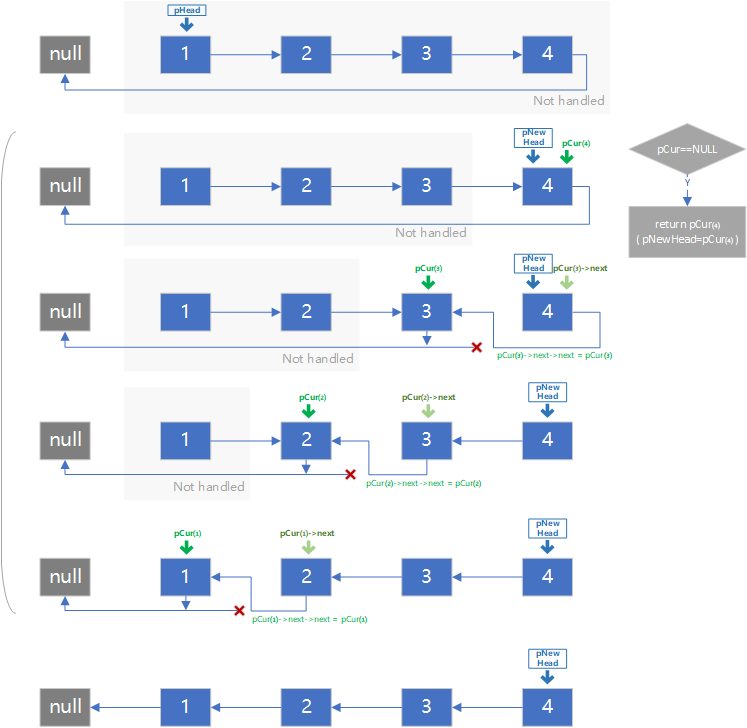 pHead
null 1 2 3 4
Not handled
pNew
Head
pCur(4)
null 1 2 3 4
Not handled
pCur==NULL
Y
return pCur(4)
( pNewHead=pCur(4) )
pCur(3)
pNew
Head
pCur(3)->next
null 1 2 3 4
Not handled
pCur(3)->next->next = pCur(3)
pCur(2)
pCur(2)->next
pNew
Head
null 1 2 3 4
Not handled
pCur(2)->next ->next = pCur(2)
pCur(1)
pCur(1)->next
pNew
Head
null 1 2 3 4
pCur(1)->next->next = pCur(1)
pNew
Head
null 1 2 3 4